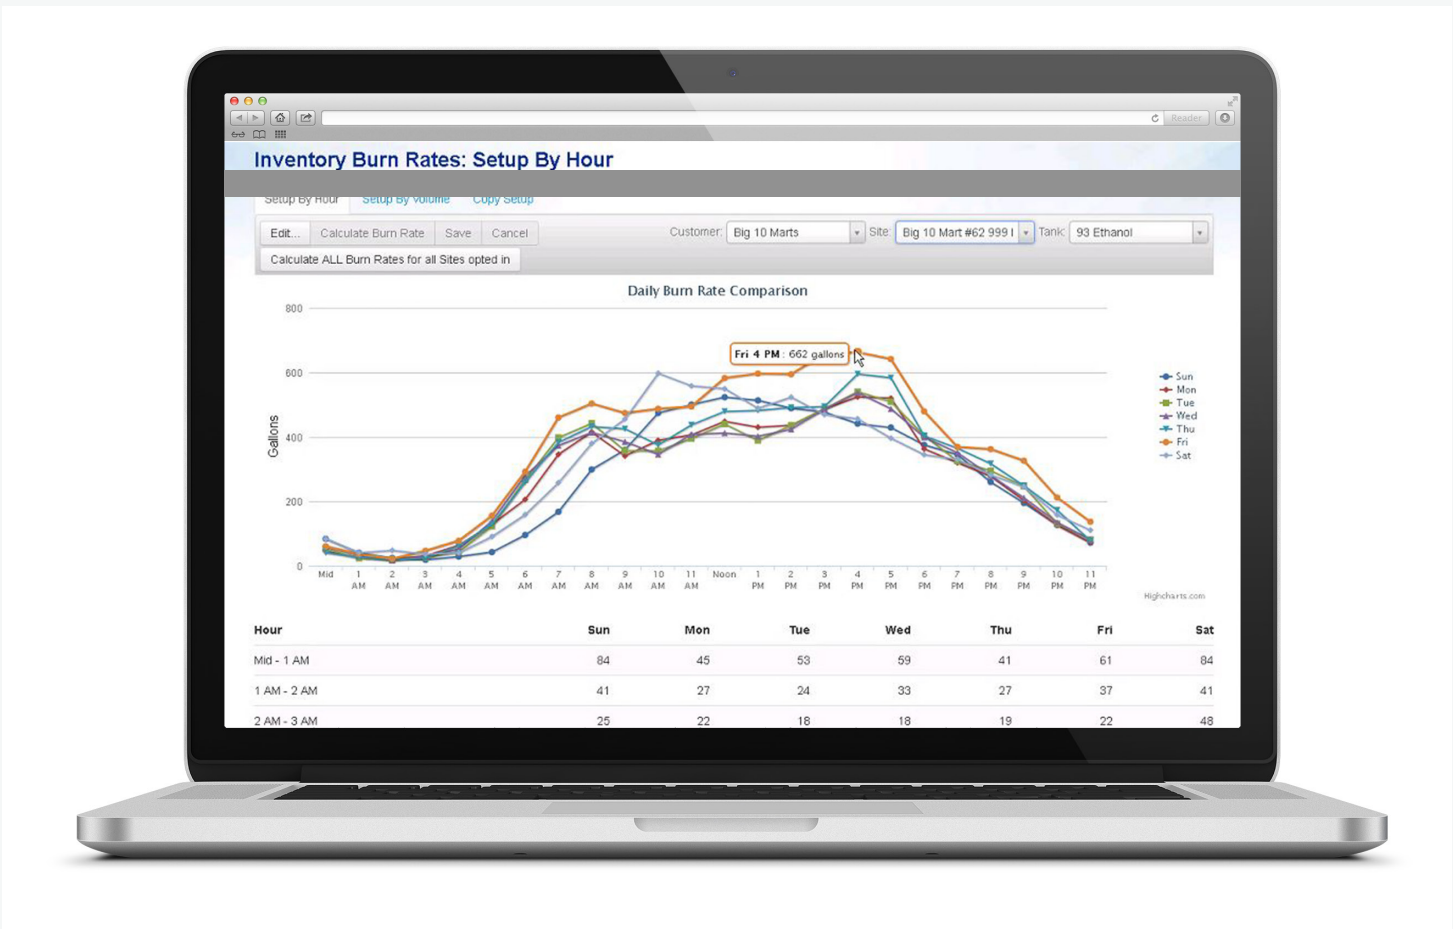 Reader
Inventory Burn Rates: Setup By Hour
Setup By Hour Setup By Volume Copy Setup
Edit... Calculate Burn Rate Save Cancel Customer: Big 10 Marts Site: Big 10 Mart #62 999 I Tank: 93 Ethanol
Calculate ALL Burn Rates for all Sites opted in
Daily Burn Rate Comparison
800
Fri 4 PM : 662 gallons
600
Sun
Mon
Tue
Wed
Thu
Fri
Sat
Gallons
400
200
0
Mid 1 AM 2 AM 3 AM 4 AM 5 AM 6 AM 7 AM 8 AM 9 AM 10 AM 11 AM Noon 1 PM 2 PM 3 PM 4 PM 5 PM 6 PM 7 PM 8 PM 9 PM 10 PM 11 PM
Highcharts.com
Hour Sun Mon Tue Wed Thu Fri Sat
Mid - 1 AM 84 45 53 59 41 61 84
1 AM - 2 AM 41 27 24 33 27 37 41
2 AM - 3 AM 25 22 18 18 19 22 48